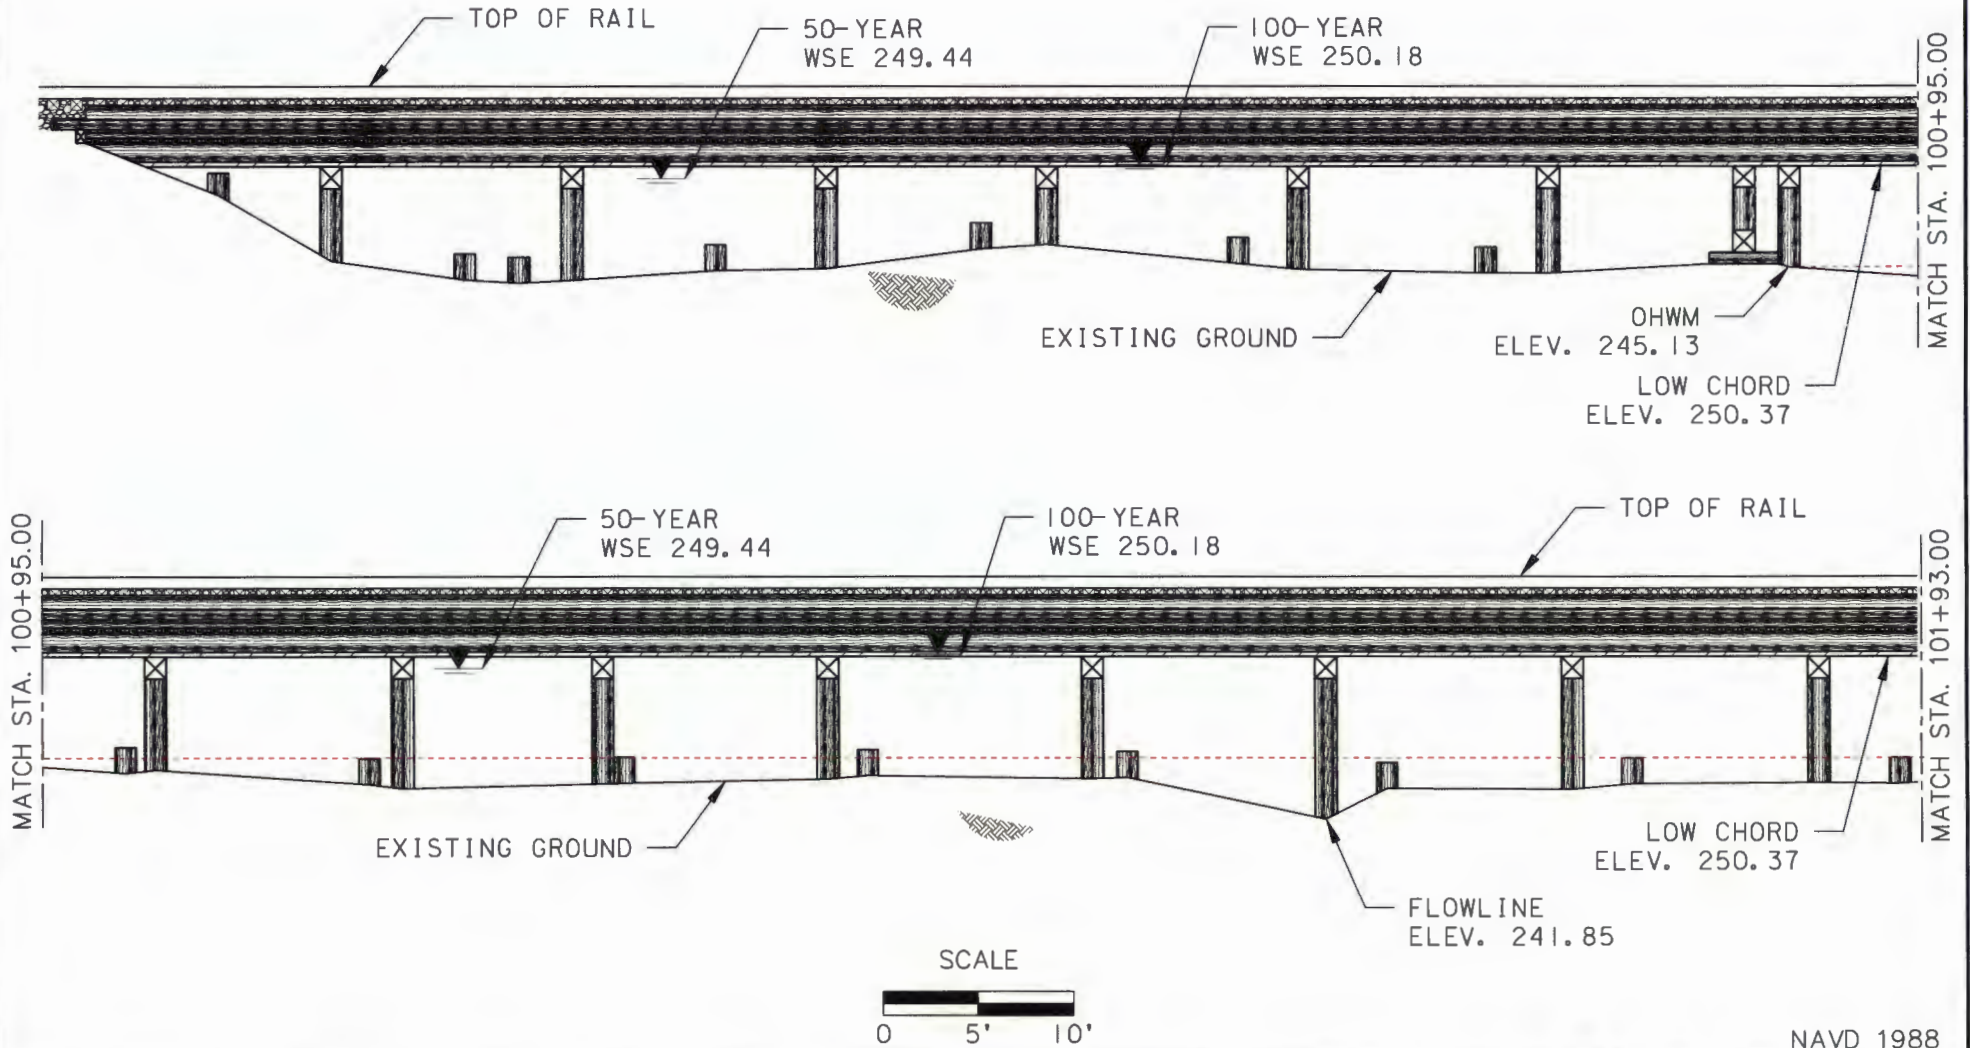 TOP OF RAIL
50-YEAR
WSE 249.44
100-YEAR
WSE 250.18
MATCH STA. 100+95.00
EXISTING GROUND
OHWM
ELEV. 245.13
LOW CHORD
ELEV. 250.37
MATCH STA. 100+95.00
50-YEAR
WSE 249.44
100-YEAR
WSE 250.18
TOP OF RAIL
MATCH STA. 101+93.00
EXISTING GROUND
LOW CHORD
ELEV. 250.37
FLOWLINE
ELEV. 241.85
SCALE
0 5' 10'
NAVD 1988